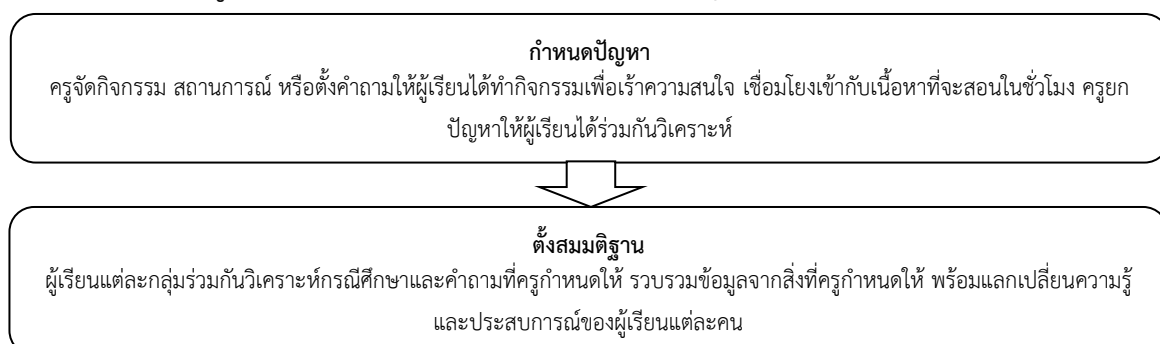 กำหนดปัญหา
ครูจัดกิจกรรม สถานการณ์ หรือตั้งคำถามให้ผู้เรียนได้ทำกิจกรรมเพื่อเร้าความสนใจ เชื่อมโยงเข้ากับเนื้อหาที่จะสอนในชั่วโมง ครูยก
ปัญหาให้ผู้เรียนได้ร่วมกันวิเคราะห์
ตั้งสมมติฐาน
ผู้เรียนแต่ละกลุ่มร่วมกันวิเคราะห์กรณีศึกษาและคำถามที่ครูกำหนดให้ รวบรวมข้อมูลจากสิ่งที่ครูกำหนดให้ พร้อมแลกเปลี่ยนความรู้
และประสบการณ์ของผู้เรียนแต่ละคน